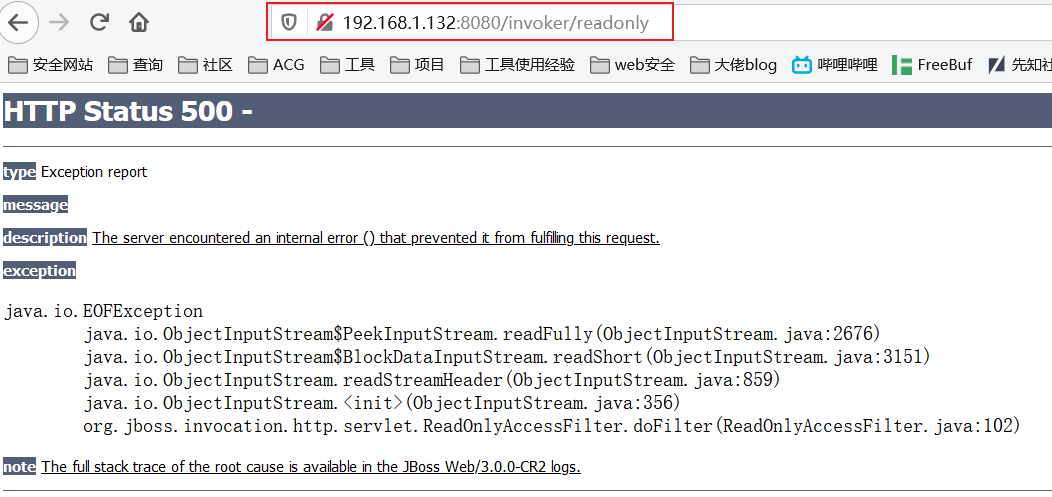 192.168.1.132:8080/invoker/readonly
安全网站 查询 社区 ACG 工具 项目 工具使用经验 web安全 大佬blog 哔哩哔哩 FreeBuf 先知社
HTTP Status 500 -
type Exception report
message
description The server encountered an internal error () that prevented it from fulfilling this request.
exception
java.io.EOFException
java.io.ObjectInputStream$PeekInputStream.readFully(ObjectInputStream.java:2676)
java.io.ObjectInputStream$BlockDataInputStream.readShort(ObjectInputStream.java:3151)
java.io.ObjectInputStream.readStreamHeader(ObjectInputStream.java:859)
java.io.ObjectInputStream.<init>(ObjectInputStream.java:356)
org.jboss.invocation.http.servlet.ReadOnlyAccessFilter.doFilter(ReadOnlyAccessFilter.java:102)
note The full stack trace of the root cause is available in the JBoss Web/3.0.0-CR2 logs.